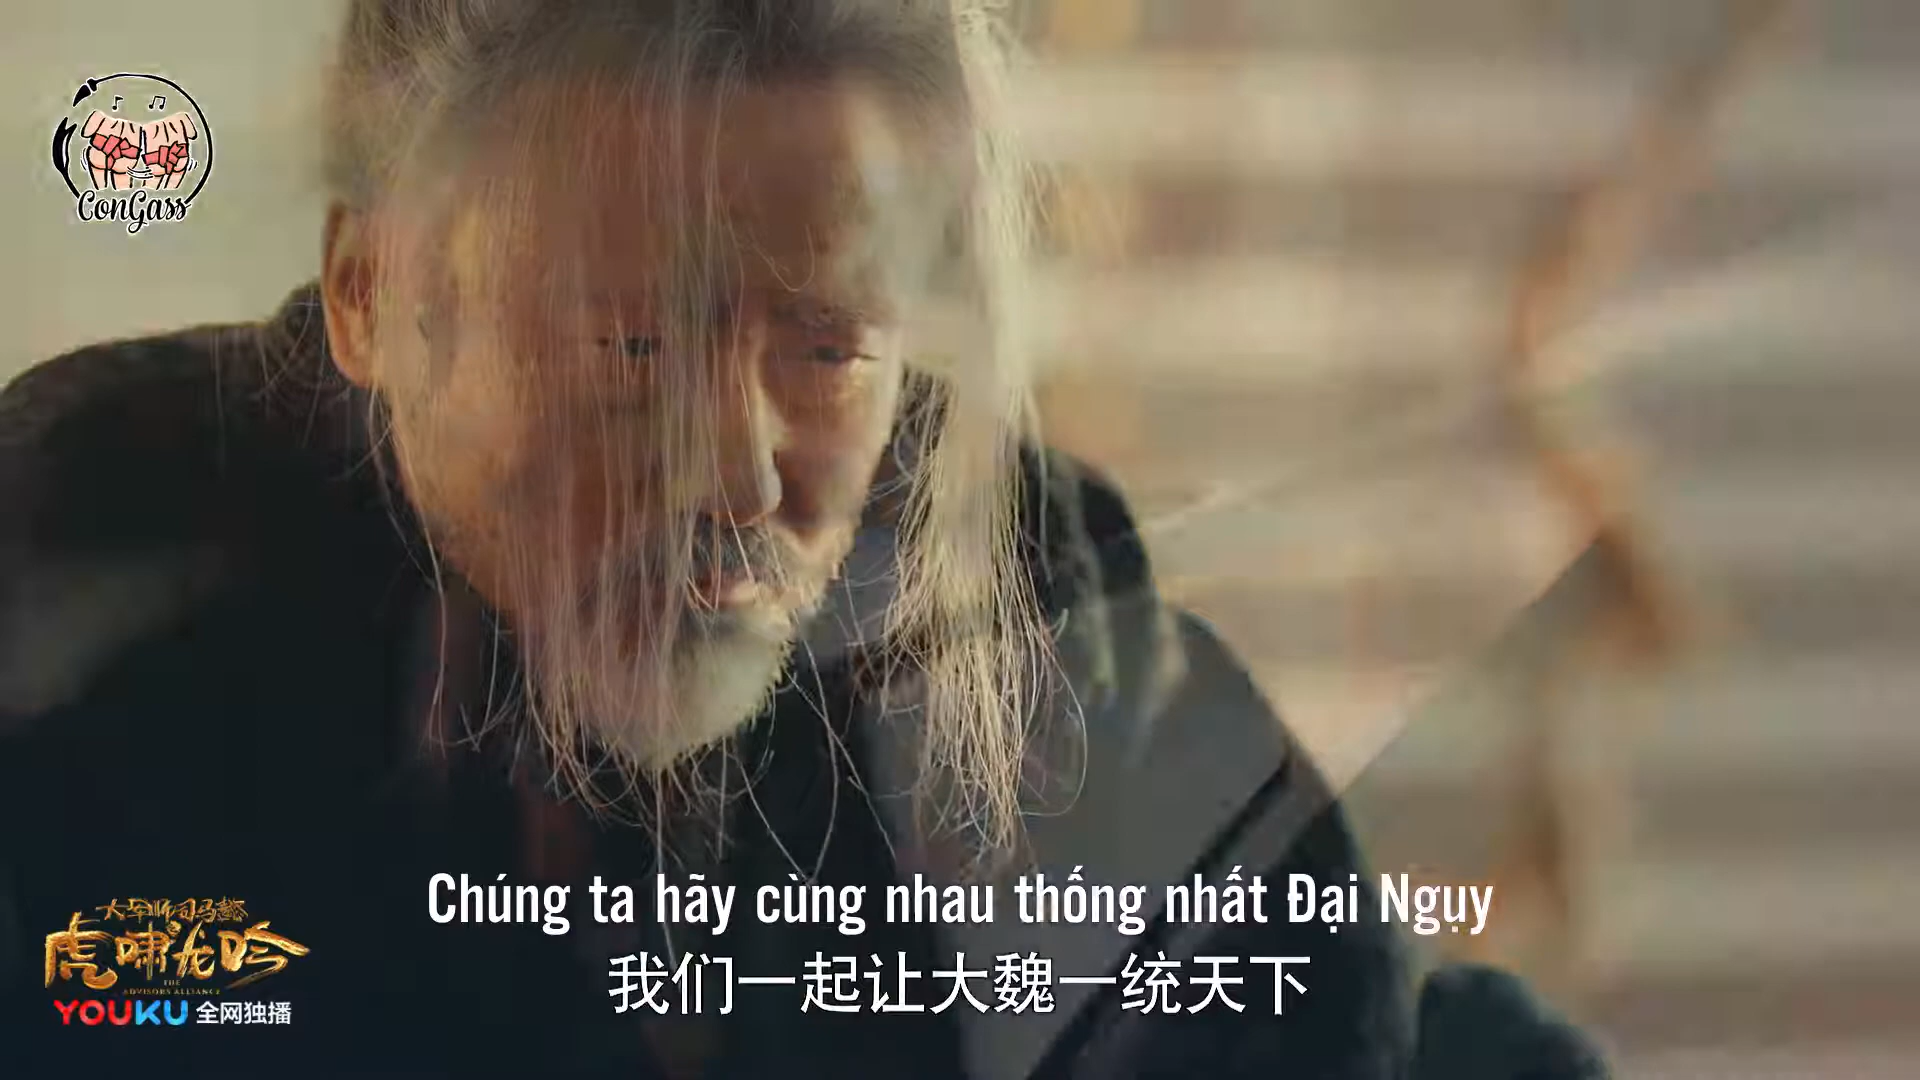 ConGass
Chúng ta hãy cùng nhau thống nhất Đại Ngụy
我们一起让大魏一统天下
大军师司马懿
虎啸龙吟
THE
ADVISORS ALLIANCE
YOUKU 全网独播